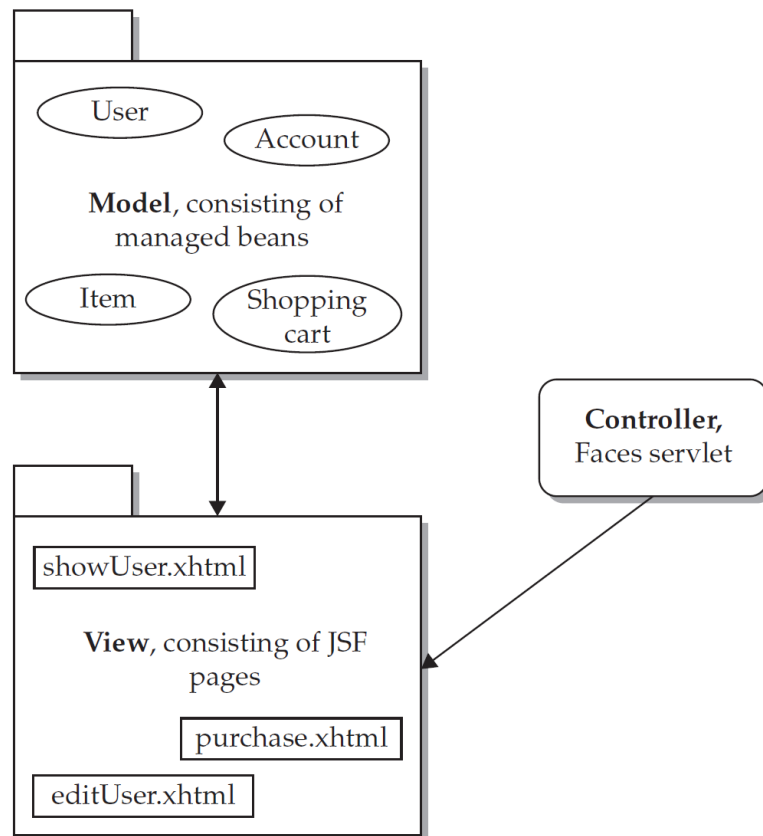 User
Account
Model, consisting of
managed beans
Item
Shopping
cart
Controller,
Faces servlet
showUser.xhtml
View, consisting of JSF
pages
purchase.xhtml
editUser.xhtml